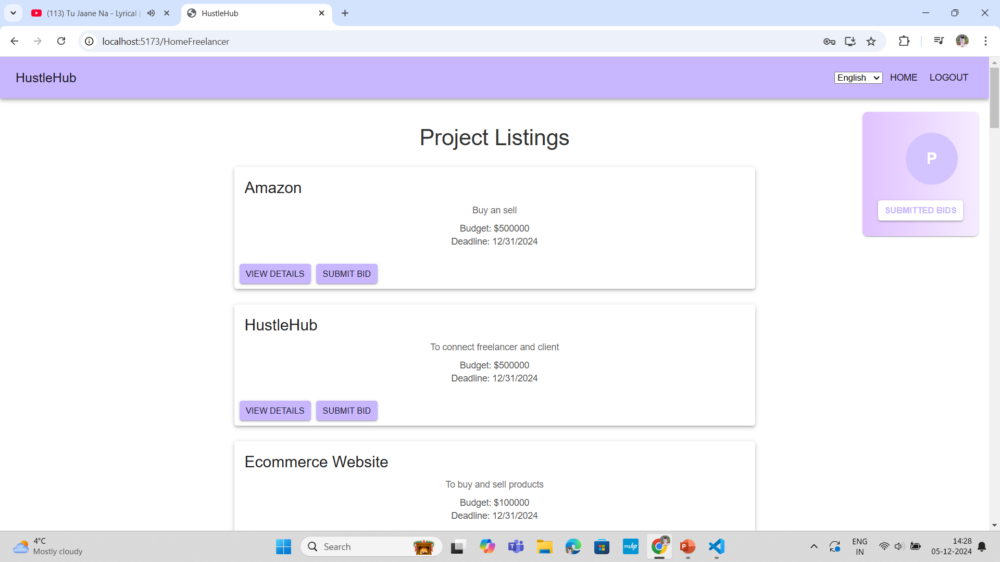 (113) Tu Jaane Na - Lyrical |
HustleHub
localhost:5173/HomeFreelancer
HustleHub
English
HOME
LOGOUT
Project Listings
P
SUBMITTED BIDS
Amazon
Buy an sell
Budget: $500000
Deadline: 12/31/2024
VIEW DETAILS
SUBMIT BID
HustleHub
To connect freelancer and client
Budget: $500000
Deadline: 12/31/2024
VIEW DETAILS
SUBMIT BID
Ecommerce Website
To buy and sell products
Budget: $100000
Deadline: 12/31/2024
4°C
Mostly cloudy
Search
myhp
P
ENG
IN
14:28
05-12-2024